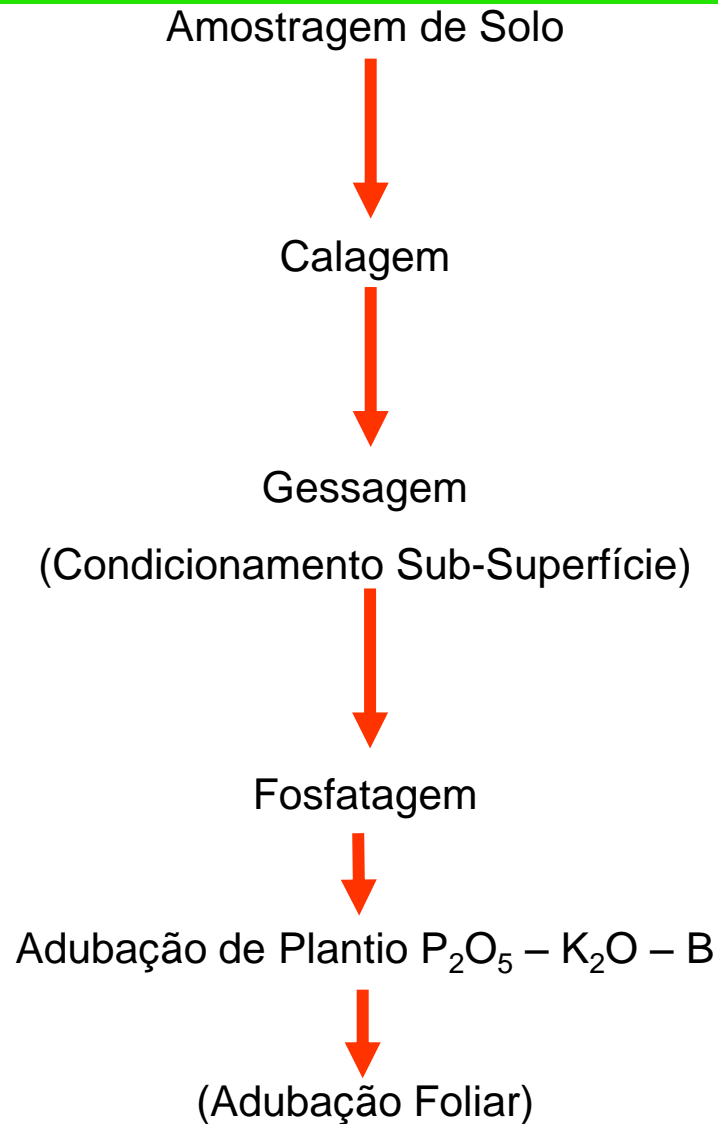 Amostragem de Solo
Calagem
Gessagem
(Condicionamento Sub-Superfície)
Fosfatagem
Adubação de Plantio P₂O₅ – K₂O – B
(Adubação Foliar)